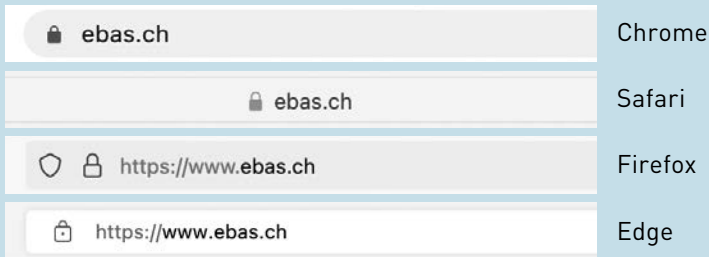 ebas.ch Chrome
ebas.ch Safari
https://www.ebas.ch Firefox
https://www.ebas.ch Edge